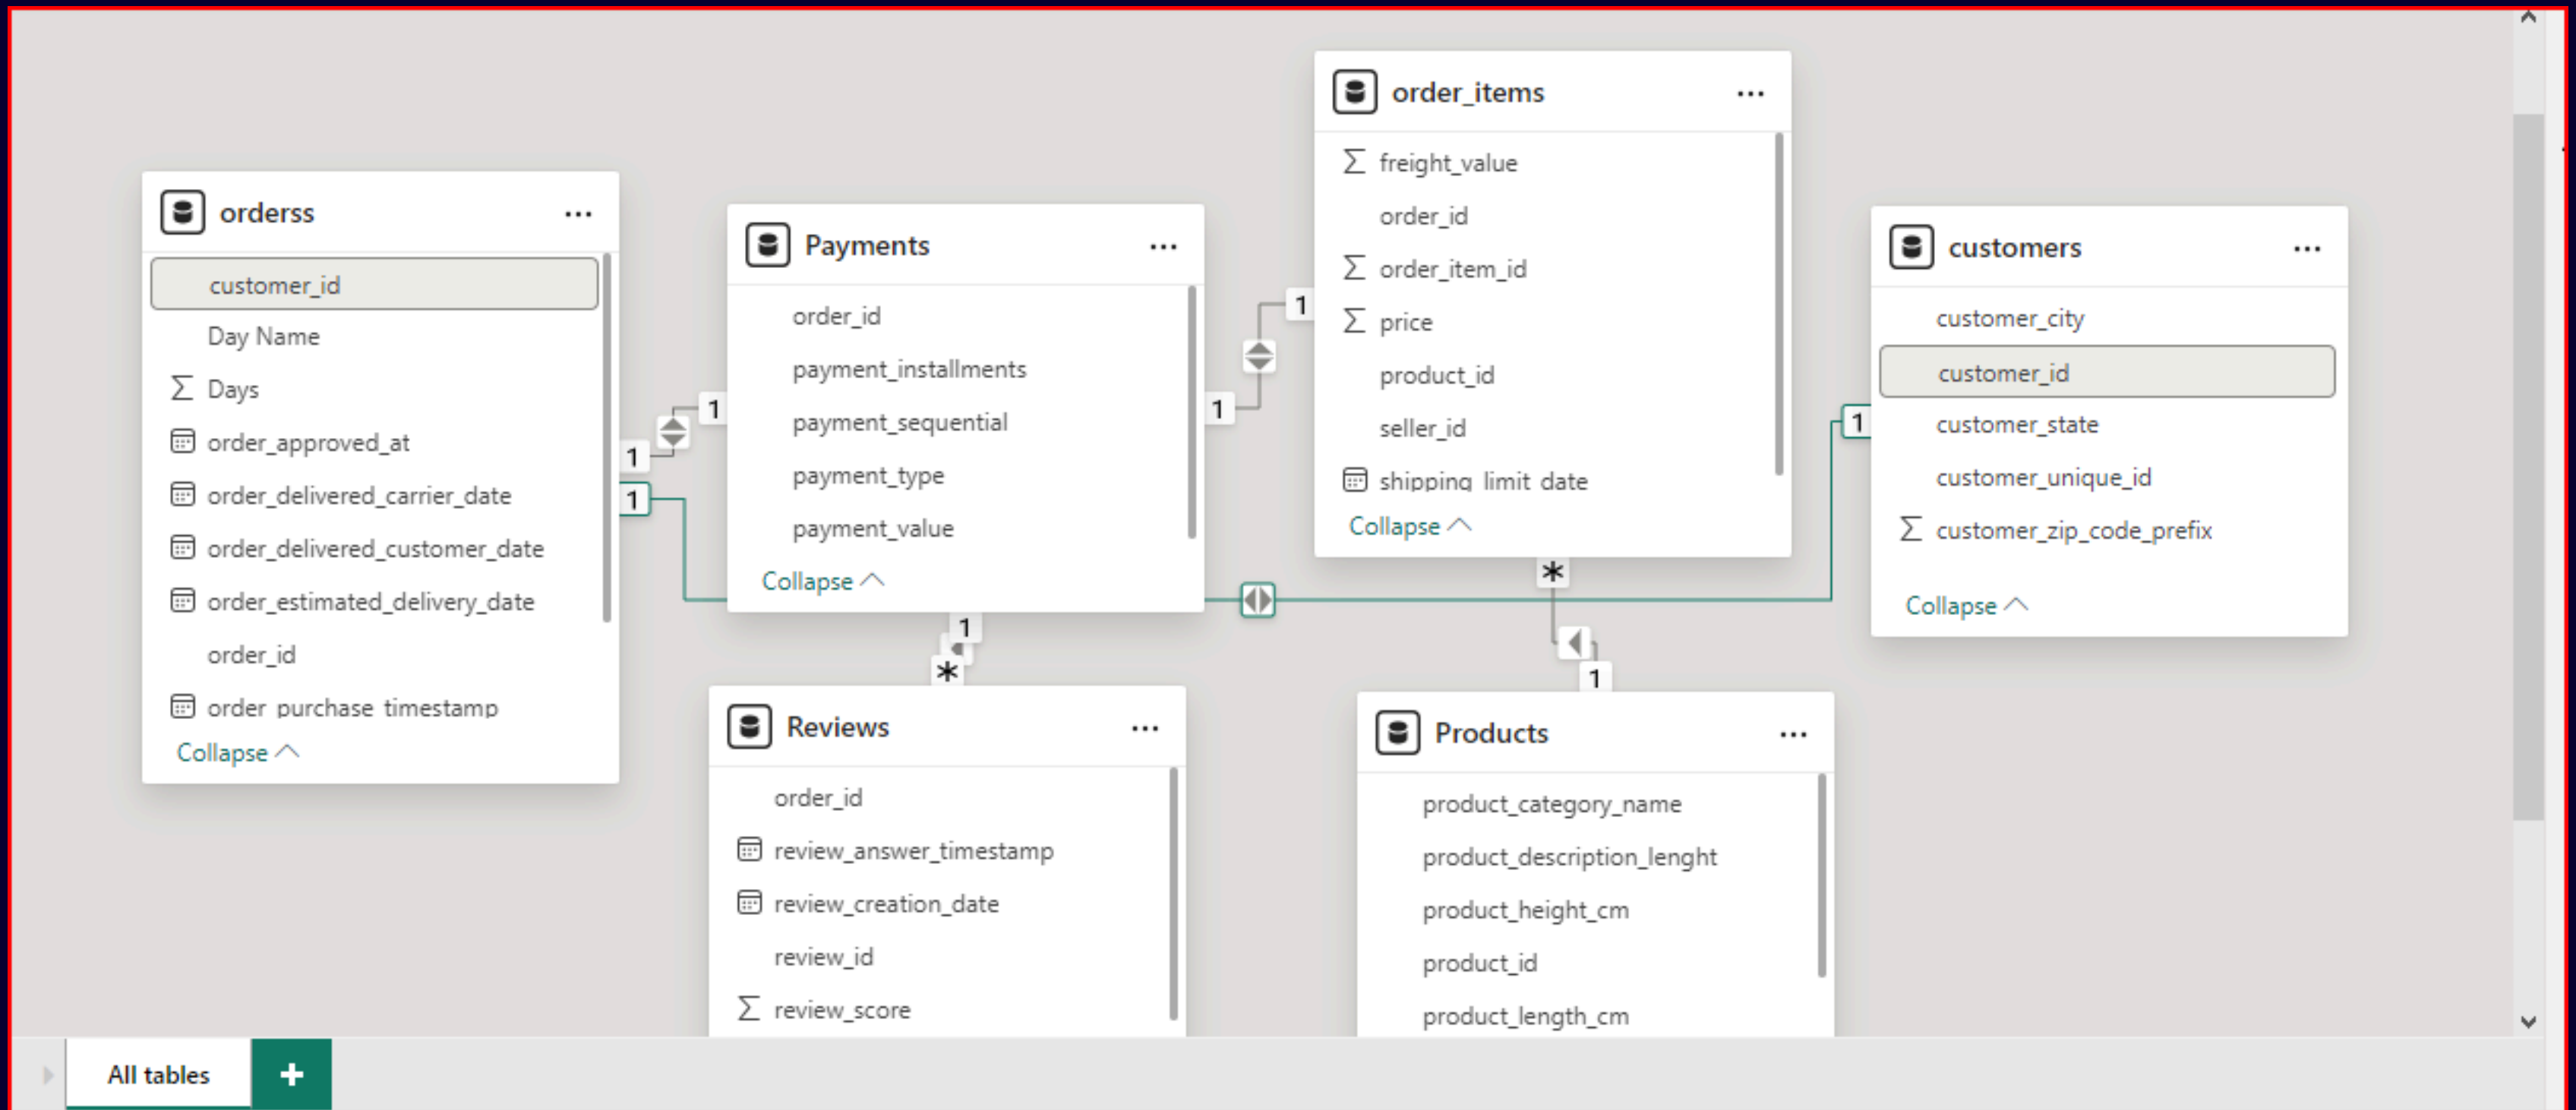 orderss
...
customer_id
Day Name
Σ Days
order_approved_at
order_delivered_carrier_date
order_delivered_customer_date
order_estimated_delivery_date
order_id
order_purchase_timestamp
Collapse
1
1
1
Payments
...
order_id
payment_installments
payment_sequential
payment_type
payment_value
Collapse
1
1
order_items
...
Σ freight_value
order_id
Σ order_item_id
Σ price
product_id
seller_id
shipping_limit_date
Collapse
1
customers
...
customer_city
customer_id
customer_state
customer_unique_id
Σ customer_zip_code_prefix
Collapse
1
*
Reviews
...
order_id
review_answer_timestamp
review_creation_date
review_id
Σ review_score
*
1
Products
...
product_category_name
product_description_lenght
product_height_cm
product_id
product_length_cm
All tables
+